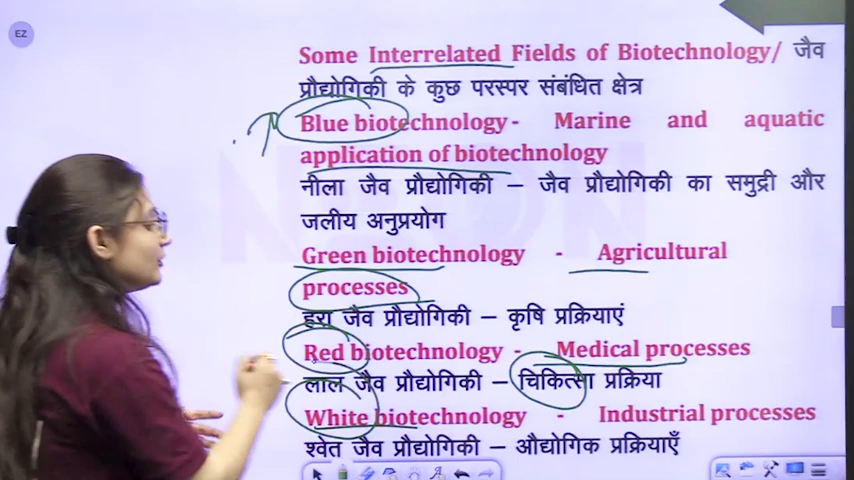 EZ
Some Interrelated Fields of Biotechnology/ जैव
प्रौद्योगिकी के कुछ परस्पर संबंधित क्षेत्र
Blue biotechnology- Marine and aquatic
application of biotechnology
नीला जैव प्रौद्योगिकी – जैव प्रौद्योगिकी का समुद्री और
जलीय अनुप्रयोग
Green biotechnology - Agricultural
processes
हरा जैव प्रौद्योगिकी – कृषि प्रक्रियाएं
Red biotechnology - Medical processes
लाल जैव प्रौद्योगिकी – चिकित्सा प्रक्रिया
White biotechnology - Industrial processes
श्वेत जैव प्रौद्योगिकी – औद्योगिक प्रक्रियाएँ